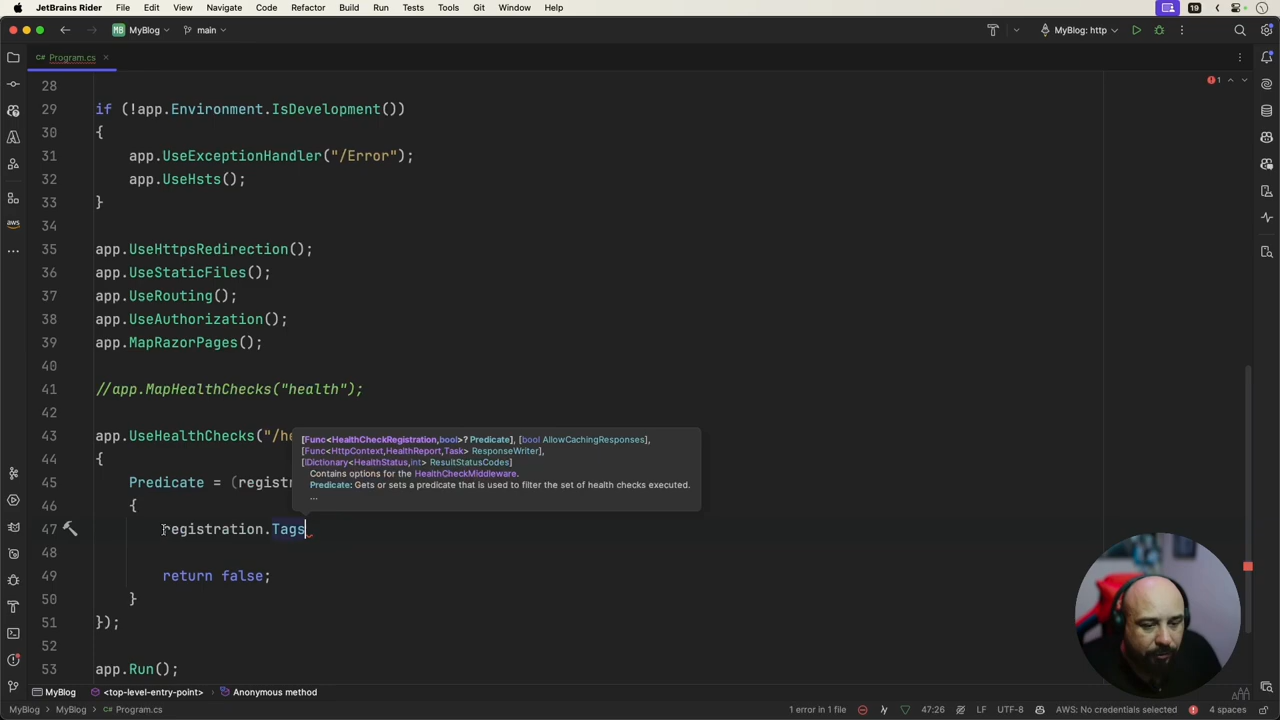 JetBrains Rider File Edit View Navigate Code Refactor Build Run Tests Tools Git Window Help 19
MB MyBlog main MyBlog: http
C# Program.cs
28
29 if (!app.Environment.IsDevelopment())
30 {
31 app.UseExceptionHandler("/Error");
32 app.UseHsts();
33 }
34
35 app.UseHttpsRedirection();
36 app.UseStaticFiles();
37 app.UseRouting();
38 app.UseAuthorization();
39 app.MapRazorPages();
40
41 //app.MapHealthChecks("health");
42
43 app.UseHealthChecks("/he
[Func<HealthCheckRegistration,bool>? Predicate], [bool AllowCachingResponses],
[Func<HttpContext,HealthReport,Task> ResponseWriter],
[IDictionary<HealthStatus,int> ResultStatusCodes]
Contains options for the HealthCheckMiddleware.
Predicate: Gets or sets a predicate that is used to filter the set of health checks executed.
...
44 {
45 Predicate = (registr
46 {
47 registration.Tags
48
49 return false;
50 }
51 });
52
53 app.Run();
1
aws
MyBlog <top-level-entry-point> Anonymous method
MyBlog MyBlog Program.cs 1 error in 1 file 47:26 LF UTF-8 AWS: No credentials selected 4 spaces